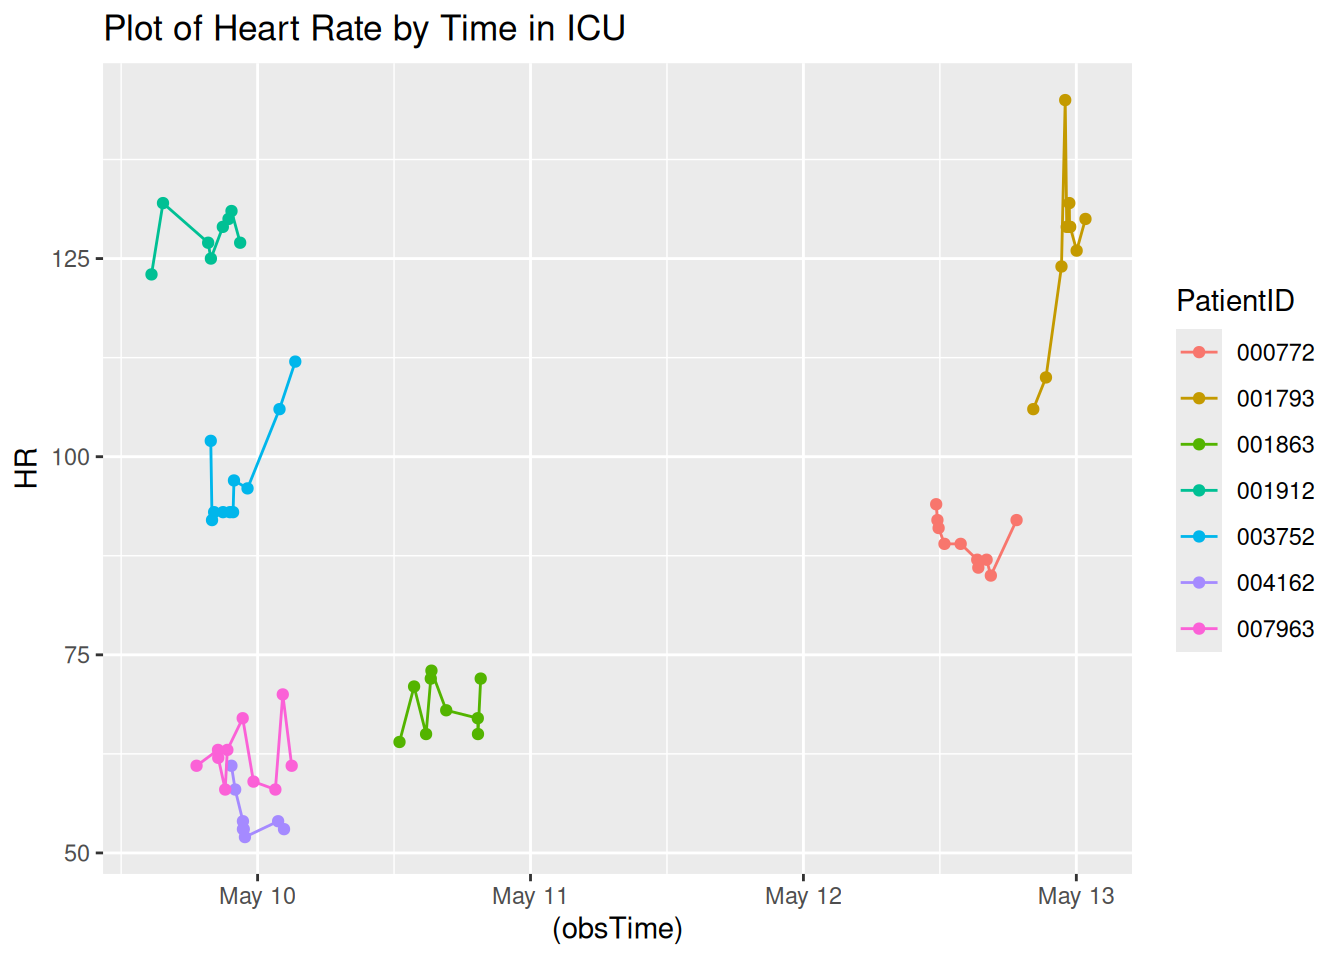 Plot of Heart Rate by Time in ICU
HR
125
100
75
50
May 10
May 11
May 12
May 13
(obsTime)
PatientID
000772
001793
001863
001912
003752
004162
007963